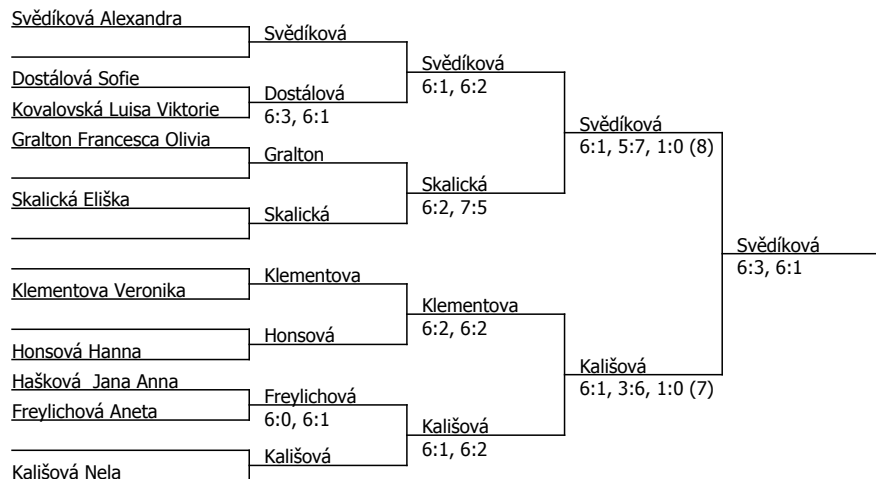 Svědíková Alexandra
Svědíková
Svědíková
6:1, 6:2
Dostálová Sofie
Dostálová
6:3, 6:1
Kovalovská Luisa Viktorie
Svědíková
6:1, 5:7, 1:0 (8)
Gralton Francesca Olivia
Gralton
Skalická
6:2, 7:5
Skalická Eliška
Skalická
Svědíková
6:3, 6:1
Klementova
Klementova Veronika
Klementova
6:2, 6:2
Honsová
Honsová Hanna
Kališová
6:1, 3:6, 1:0 (7)
Hašková  Jana Anna
Freylichová
6:0, 6:1
Freylichová Aneta
Kališová
6:1, 6:2
Kališová
Kališová Nela